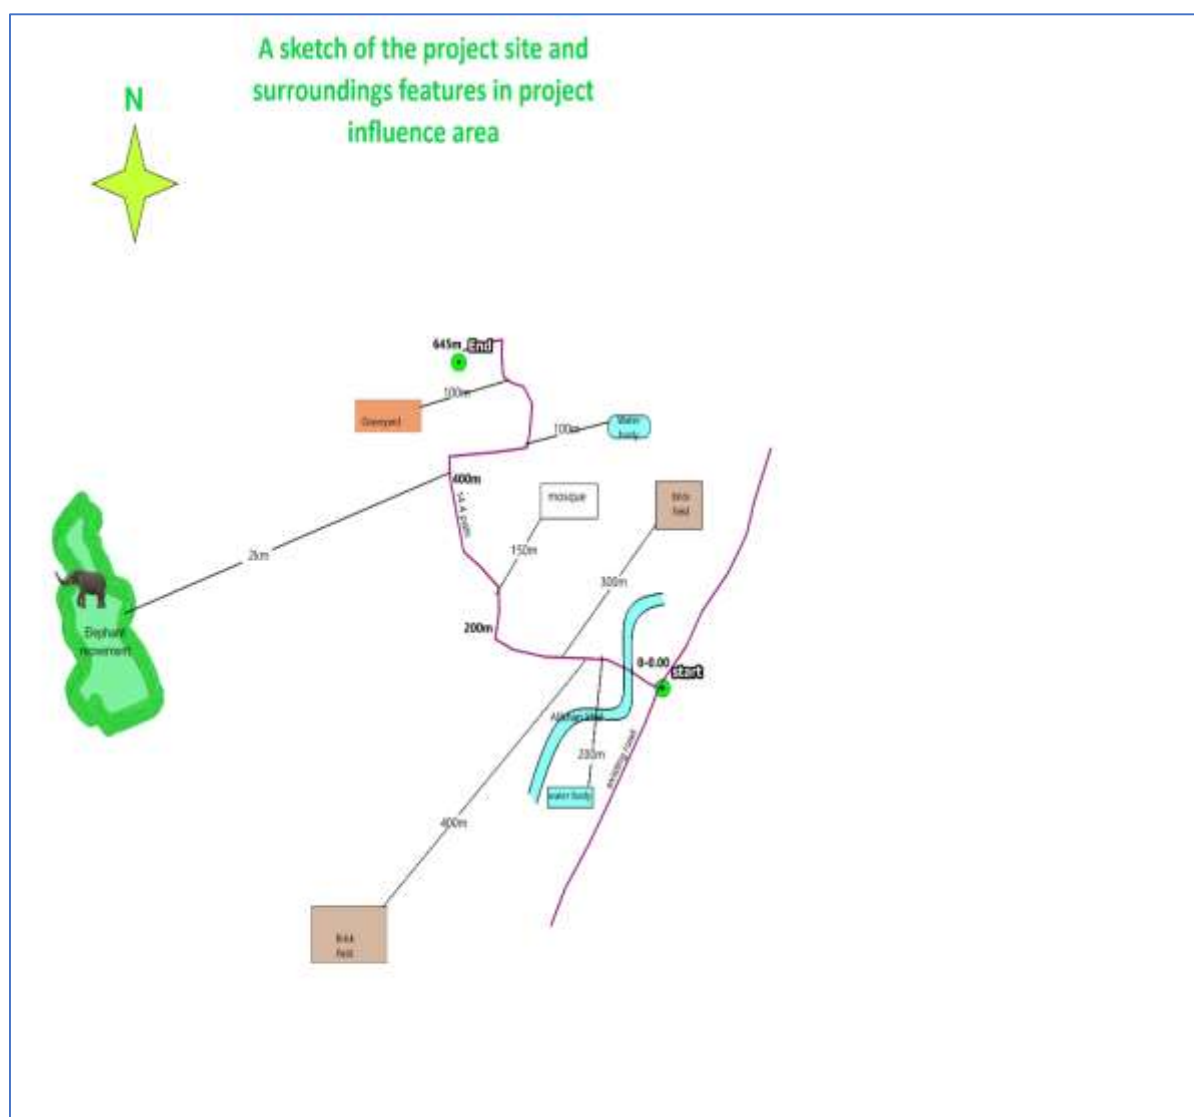 A sketch of the project site and
surroundings features in project
influence area
N
645m
End
100m
Graveyard
100m
Water
body
400m
mosque
Brick
field
150m
2km
300m
Elephant
movement
200m
0-0.00
start
200m
existing road
water body
400m
Brick
field